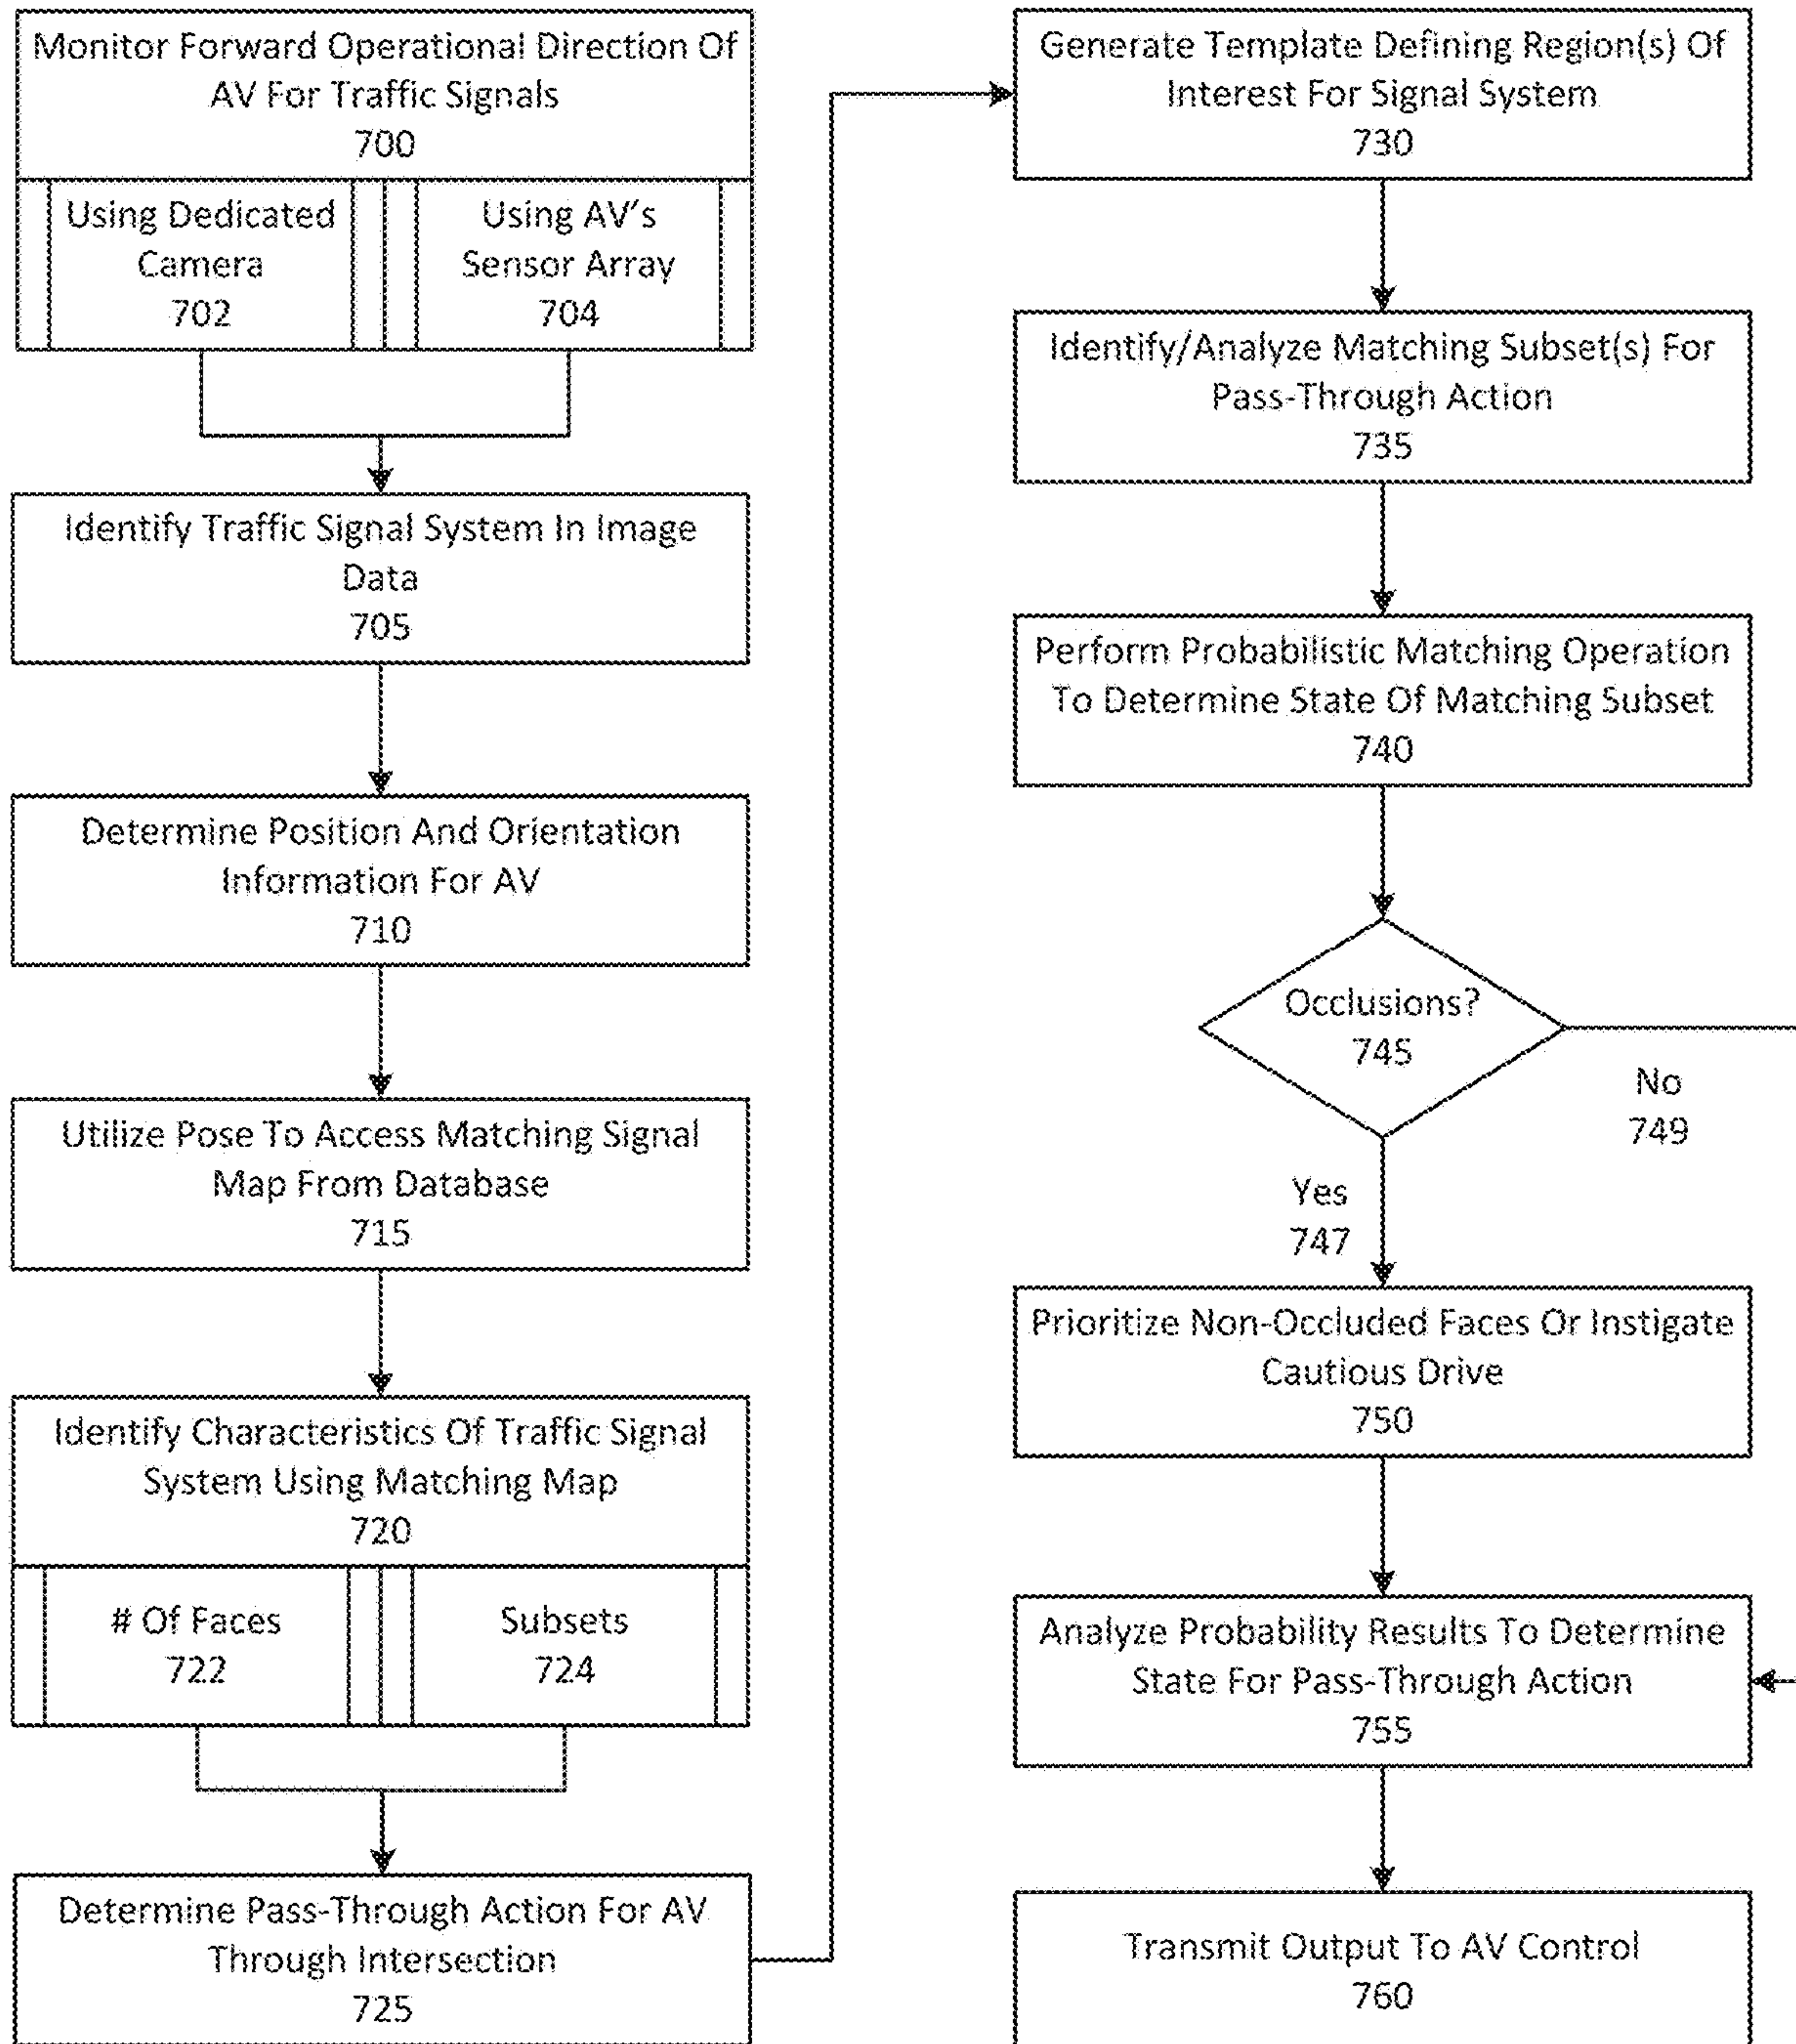 Monitor Forward Operational Direction Of
AV For Traffic Signals
700
Using Dedicated
Camera
702
Using AV's
Sensor Array
704
Identify Traffic Signal System In Image
Data
705
Determine Position And Orientation
Information For AV
710
Utilize Pose To Access Matching Signal
Map From Database
715
Identify Characteristics Of Traffic Signal
System Using Matching Map
720
# Of Faces
722
Subsets
724
Determine Pass-Through Action For AV
Through Intersection
725
Generate Template Defining Region(s) Of
Interest For Signal System
730
Identify/Analyze Matching Subset(s) For
Pass-Through Action
735
Perform Probabilistic Matching Operation
To Determine State Of Matching Subset
740
Occlusions?
745
No
749
Yes
747
Prioritize Non-Occluded Faces Or Instigate
Cautious Drive
750
Analyze Probability Results To Determine
State For Pass-Through Action
755
Transmit Output To AV Control
760